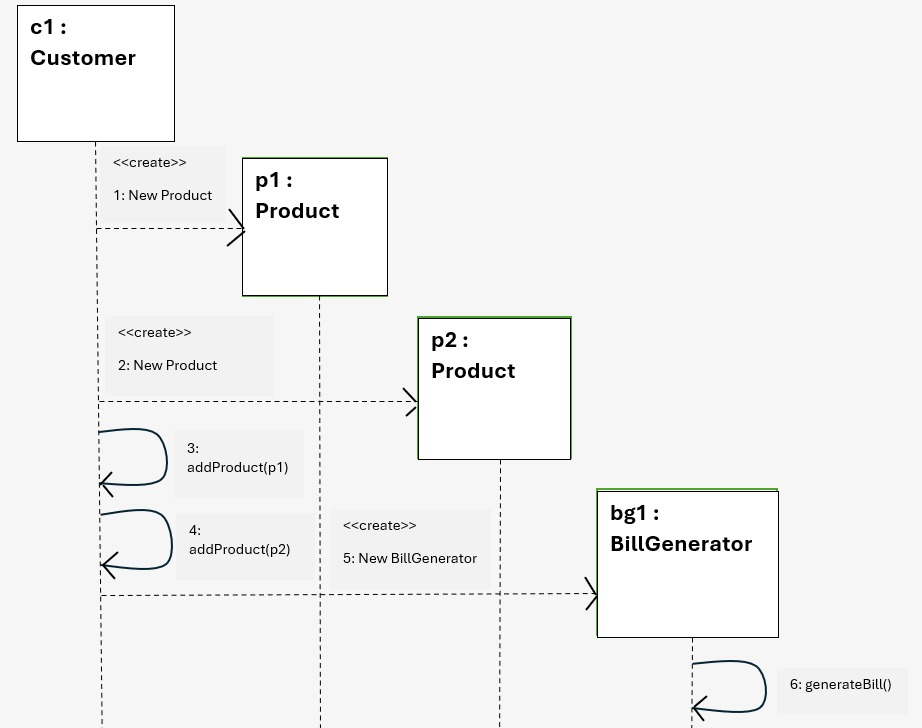 c1 :
Customer
<<create>>
1: New Product
p1 :
Product
<<create>>
2: New Product
p2 :
Product
3:
addProduct(p1)
4:
addProduct(p2)
<<create>>
5: New BillGenerator
bg1 :
BillGenerator
6: generateBill()